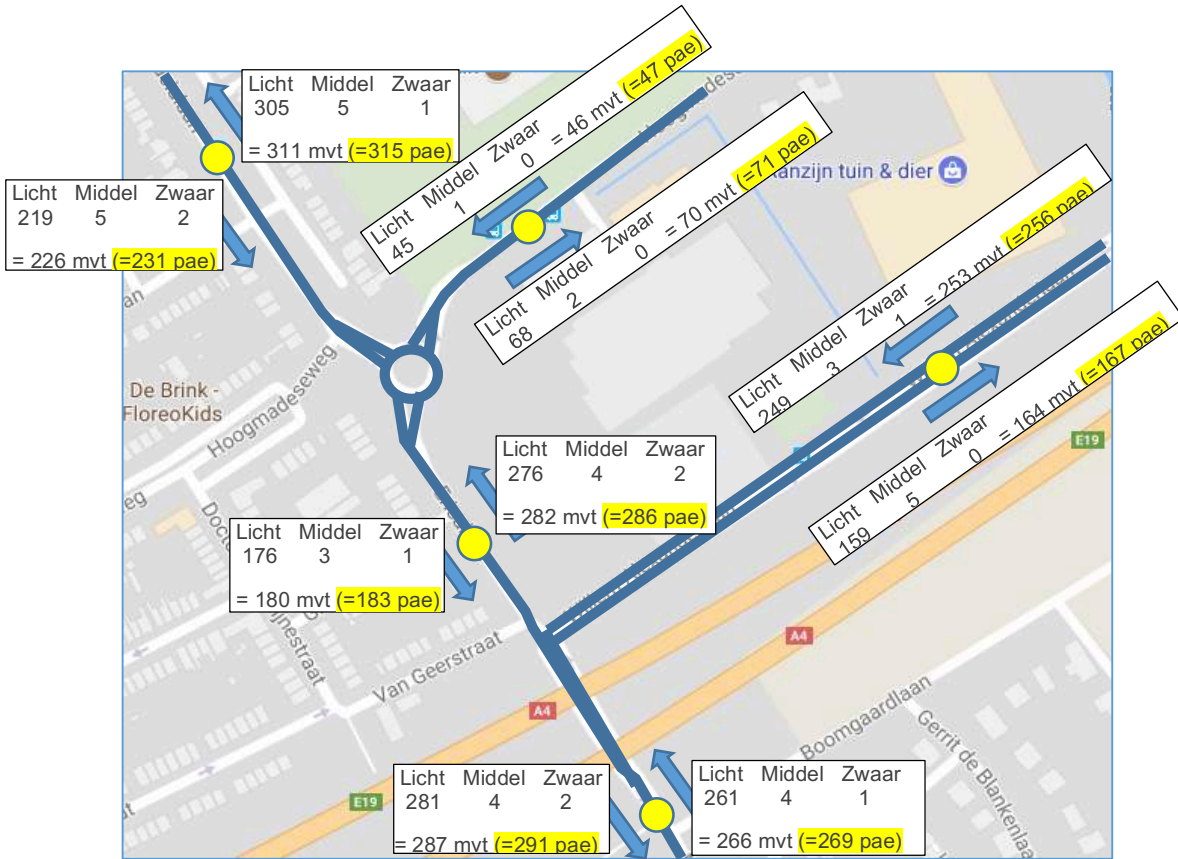 Licht Middel Zwaar
305 5 1
= 311 mvt (=315 pae)
Licht Middel Zwaar
45 1 0 = 46 mvt (=47 pae)
Licht Middel Zwaar
68 2 0 = 70 mvt (=71 pae)
anzijn tuin & dier
Licht Middel Zwaar
219 5 2
= 226 mvt (=231 pae)
Licht Middel Zwaar
249 3 1 = 253 mvt (=256 pae)
Licht Middel Zwaar
159 5 0 = 164 mvt (=167 pae)
De Brink -
FloreoKids
Hoogmadeseweg
E19
Licht Middel Zwaar
276 4 2
= 282 mvt (=286 pae)
Licht Middel Zwaar
176 3 1
= 180 mvt (=183 pae)
Van Geerstraat
A4
A4
Boomgaardlaan
Gerrit de Blankenlaa
E19
Licht Middel Zwaar
281 4 2
= 287 mvt (=291 pae)
Licht Middel Zwaar
261 4 1
= 266 mvt (=269 pae)